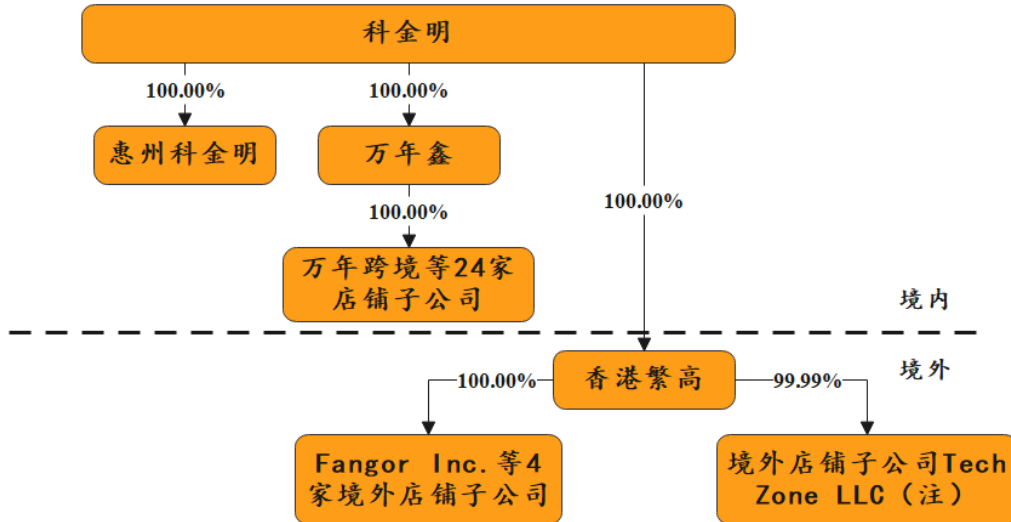 科金明
100.00%
100.00%
100.00%
惠州科金明
万年鑫
100.00%
万年跨境等24家
店铺子公司
境内
境外
香港繁高
100.00%
99.99%
Fangor Inc.等4
家境外店铺子公司
境外店铺子公司Tech
Zone LLC（注）